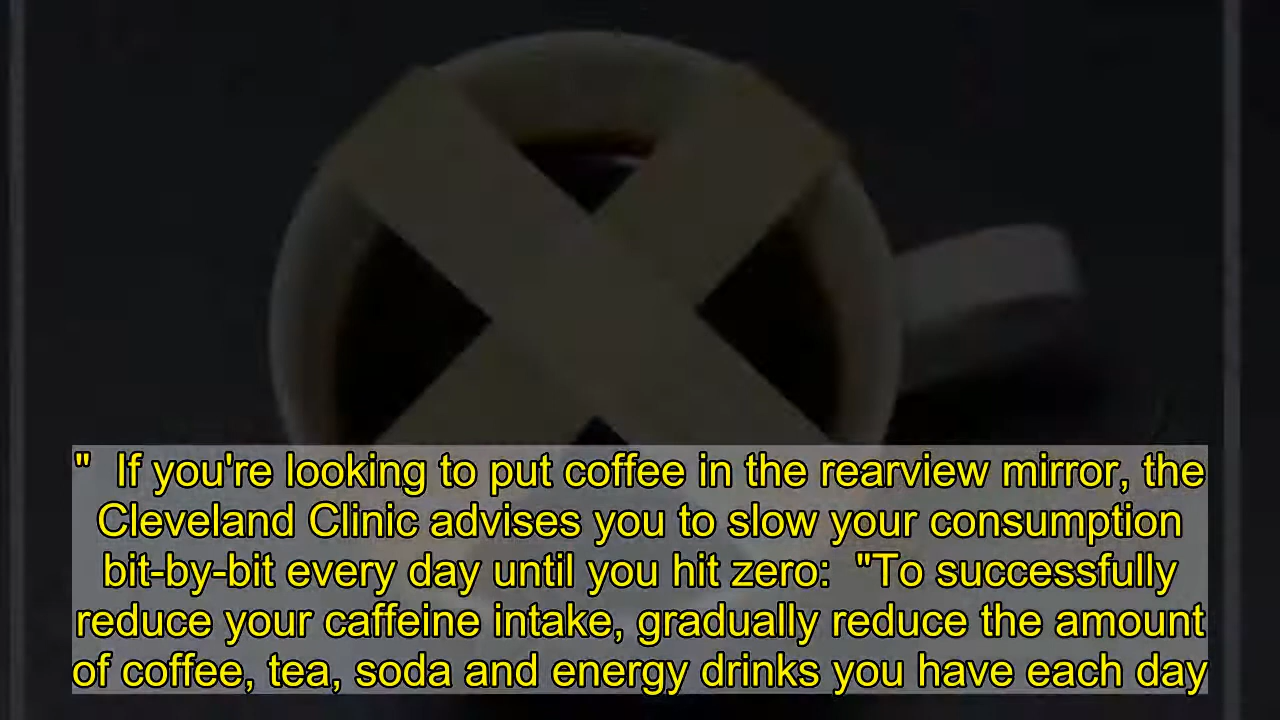 "  If you're looking to put coffee in the rearview mirror, the
Cleveland Clinic advises you to slow your consumption
bit-by-bit every day until you hit zero:  "To successfully
reduce your caffeine intake, gradually reduce the amount
of coffee, tea, soda and energy drinks you have each day